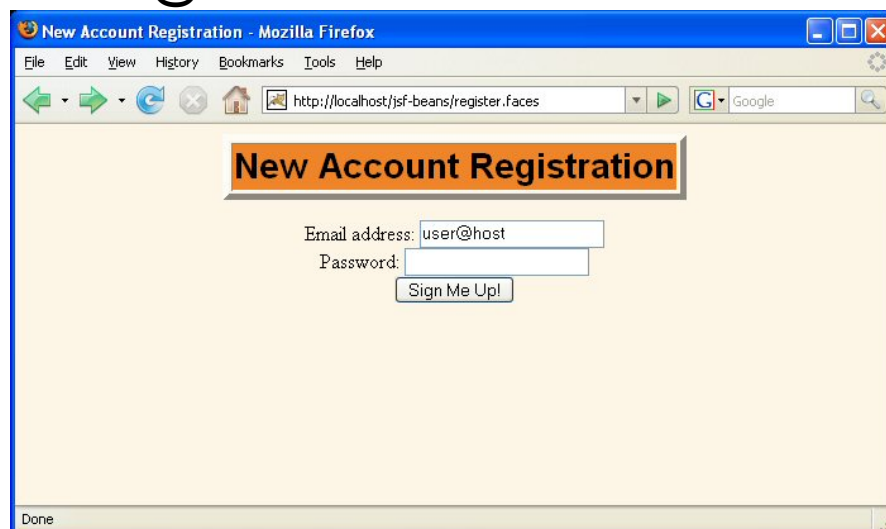 New Account Registration - Mozilla Firefox
File Edit View History Bookmarks Tools Help
http://localhost/jsf-beans/register.faces G Google
New Account Registration
Email address: user@host
Password:
Sign Me Up!
Done